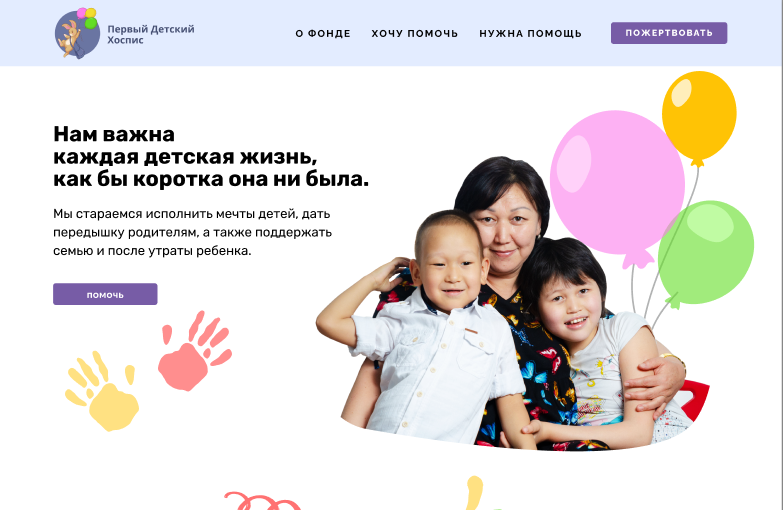 Первый Детский
Хоспис
О ФОНДЕ
ХОЧУ ПОМОЧЬ
НУЖНА ПОМОЩЬ
ПОЖЕРТВОВАТЬ
Нам важна
каждая детская жизнь,
как бы коротка она ни была.
Мы стараемся исполнить мечты детей, дать
передышку родителям, а также поддержать
семью и после утраты ребенка.
ПОМОЧЬ